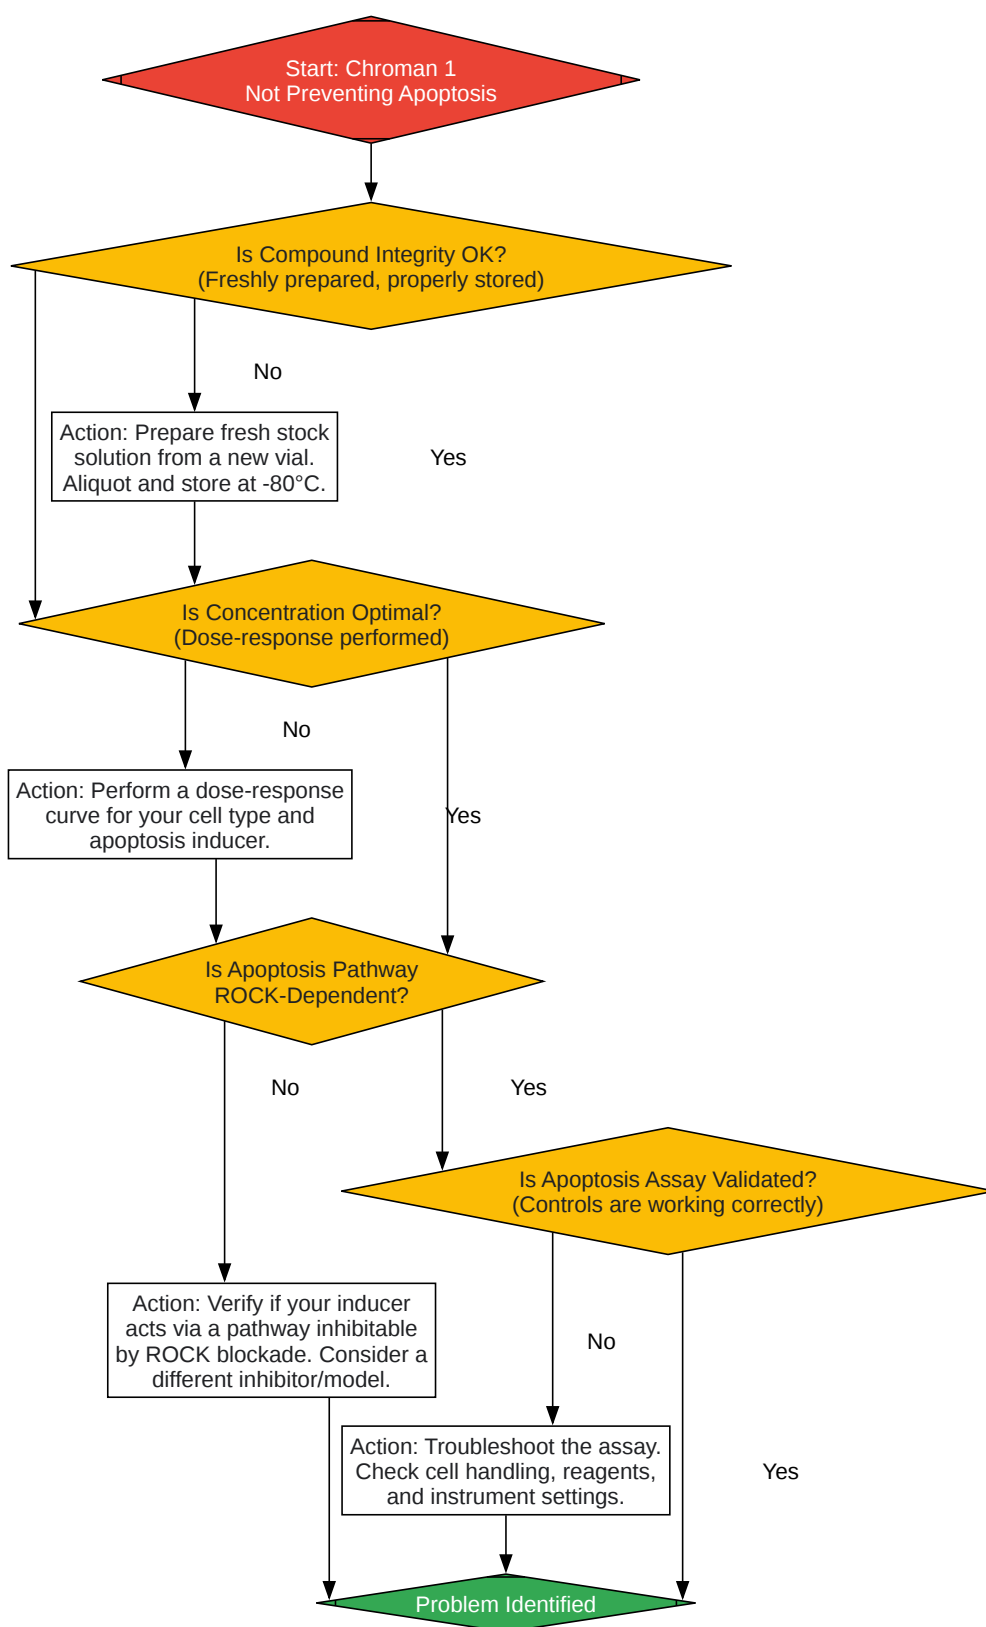 Start: Chroman 1
Not Preventing Apoptosis
Is Compound Integrity OK?
(Freshly prepared, properly stored)
No
Action: Prepare fresh stock
solution from a new vial.
Aliquot and store at -80°C.
Yes
Is Concentration Optimal?
(Dose-response performed)
No
Action: Perform a dose-response
curve for your cell type and
apoptosis inducer.
Yes
Is Apoptosis Pathway
ROCK-Dependent?
No
Yes
Is Apoptosis Assay Validated?
(Controls are working correctly)
Action: Verify if your inducer
acts via a pathway inhibitable
by ROCK blockade. Consider a
different inhibitor/model.
No
Action: Troubleshoot the assay.
Check cell handling, reagents,
and instrument settings.
Yes
Problem Identified